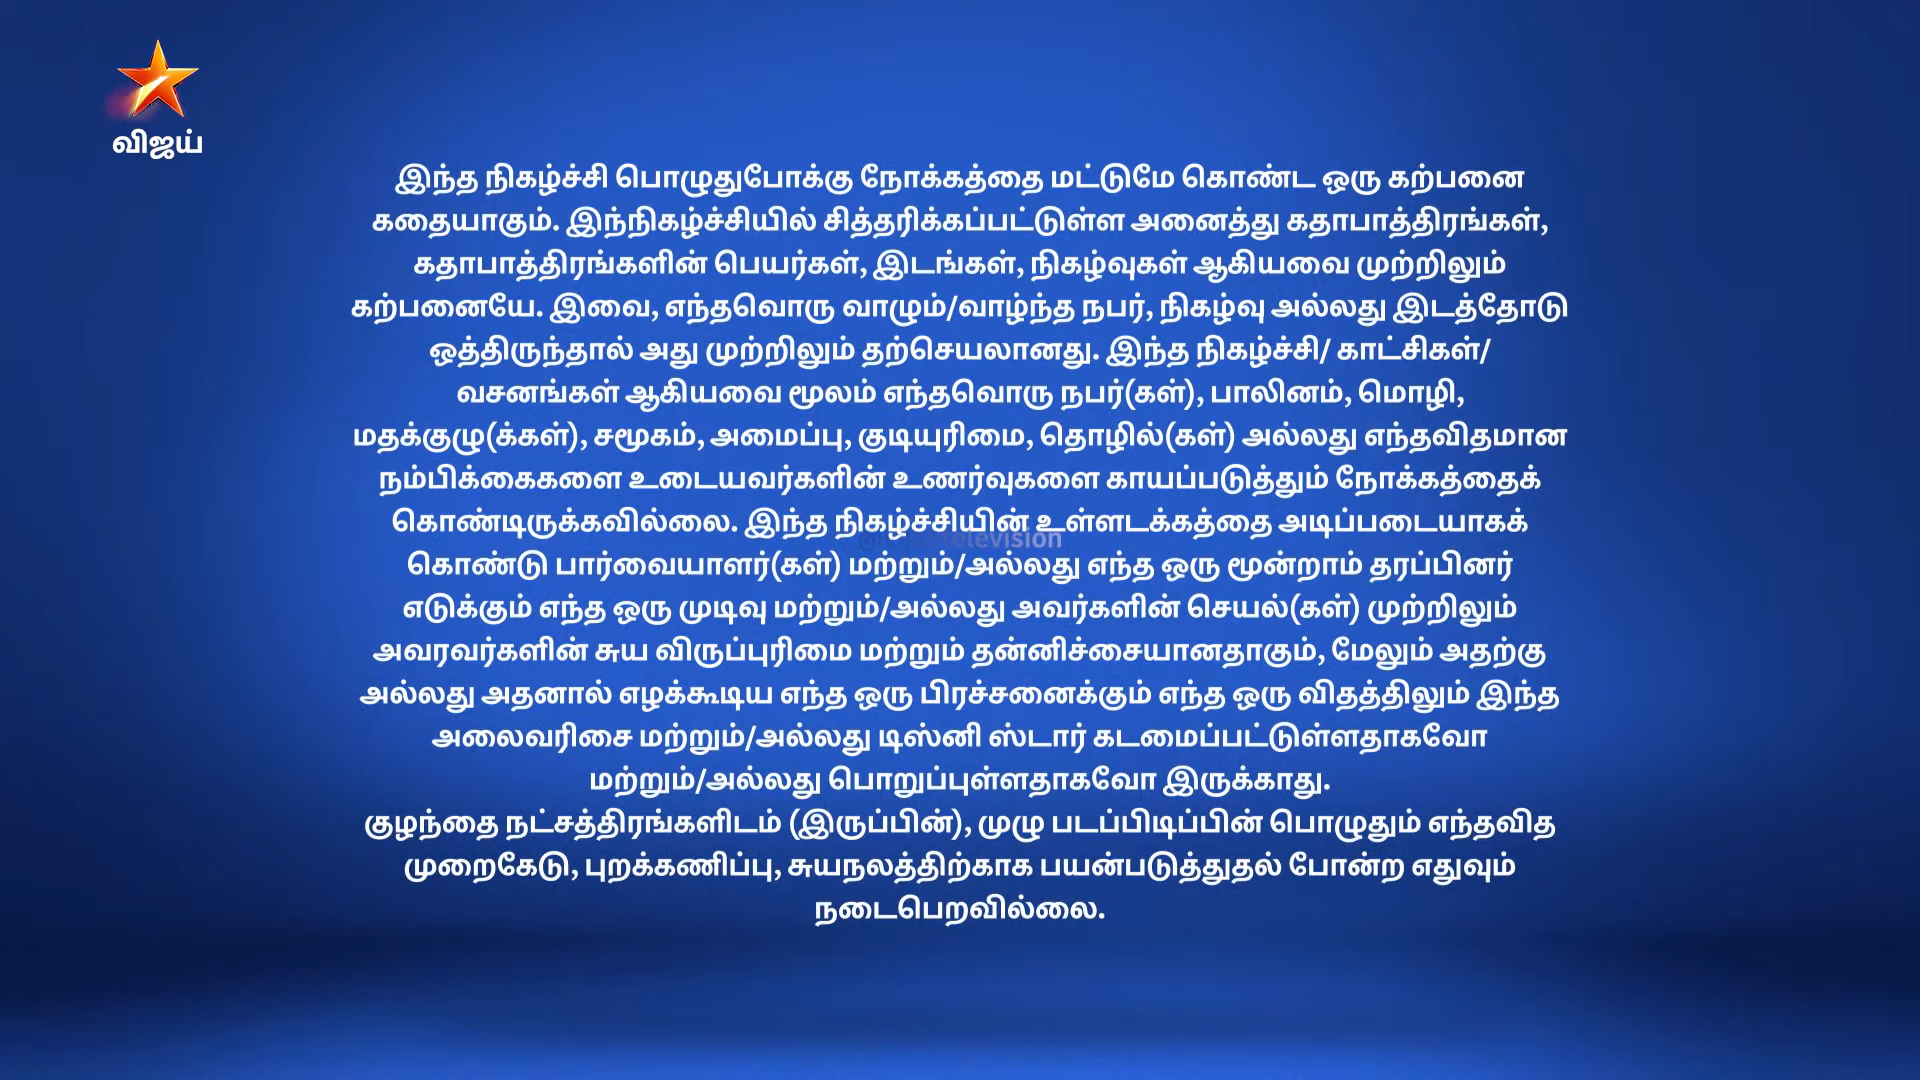 விஜய்
இந்த நிகழ்ச்சி பொழுதுபோக்கு நோக்கத்தை மட்டுமே கொண்ட ஒரு கற்பனை
கதையாகும். இந்நிகழ்ச்சியில் சித்தரிக்கப்பட்டுள்ள அனைத்து கதாபாத்திரங்கள்,
கதாபாத்திரங்களின் பெயர்கள், இடங்கள், நிகழ்வுகள் ஆகியவை முற்றிலும்
கற்பனையே. இவை, எந்தவொரு வாழும்/வாழ்ந்த நபர், நிகழ்வு அல்லது இடத்தோடு
ஒத்திருந்தால் அது முற்றிலும் தற்செயலானது. இந்த நிகழ்ச்சி/ காட்சிகள்/
வசனங்கள் ஆகியவை மூலம் எந்தவொரு நபர்(கள்), பாலினம், மொழி,
மதக்குழு(க்கள்), சமூகம், அமைப்பு, குடியுரிமை, தொழில்(கள்) அல்லது எந்தவிதமான
நம்பிக்கைகளை உடையவர்களின் உணர்வுகளை காயப்படுத்தும் நோக்கத்தைக்
கொண்டிருக்கவில்லை. இந்த நிகழ்ச்சியின் உள்ளடக்கத்தை அடிப்படையாகக்
கொண்டு பார்வையாளர்(கள்) மற்றும்/அல்லது எந்த ஒரு மூன்றாம் தரப்பினர்
எடுக்கும் எந்த ஒரு முடிவு மற்றும்/அல்லது அவர்களின் செயல்(கள்) முற்றிலும்
அவரவர்களின் சுய விருப்புரிமை மற்றும் தன்னிச்சையானதாகும், மேலும் அதற்கு
அல்லது அதனால் எழக்கூடிய எந்த ஒரு பிரச்சனைக்கும் எந்த ஒரு விதத்திலும் இந்த
அலைவரிசை மற்றும்/அல்லது டிஸ்னி ஸ்டார் கடமைப்பட்டுள்ளதாகவோ
மற்றும்/அல்லது பொறுப்புள்ளதாகவோ இருக்காது.
குழந்தை நட்சத்திரங்களிடம் (இருப்பின்), முழு படப்பிடிப்பின் பொழுதும் எந்தவித
முறைகேடு, புறக்கணிப்பு, சுயநலத்திற்காக பயன்படுத்துதல் போன்ற எதுவும்
நடைபெறவில்லை.